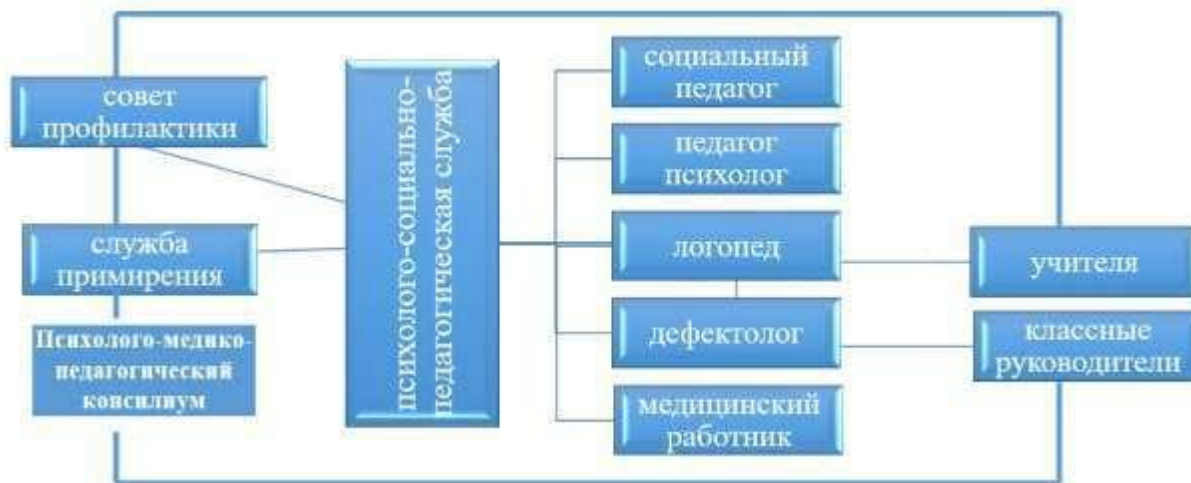 совет
профилактики
служба
примирения
Психолого-медико-
педагогический
консилиум
психолого-социально-
педагогическая служба
социальный
педагог
педагог
психолог
логопед
дефектолог
медицинский
работник
учителя
классные
руководители